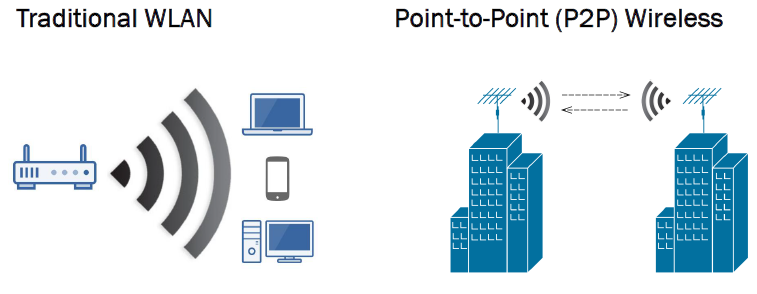 Traditional WLAN
Point-to-Point (P2P) Wireless